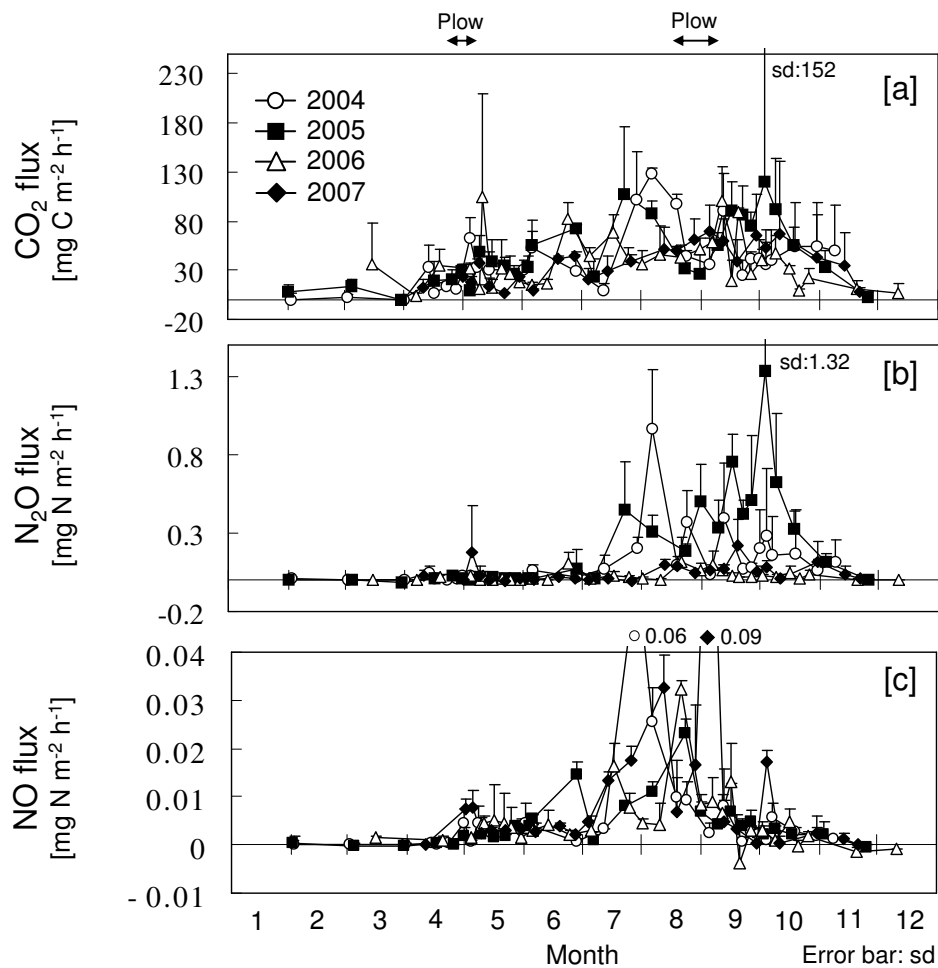 Plow Plow
CO₂ flux
[mg C m⁻² h⁻¹]
230
180
130
80
30
-20
2004
2005
2006
2007
sd:152
[a]
N₂O flux
[mg N m⁻² h⁻¹]
1.3
0.8
0.3
-0.2
sd:1.32
[b]
NO flux
[mg N m⁻² h⁻¹]
0.04
0.03
0.02
0.01
0
- 0.01
0.06 0.09
[c]
1 2 3 4 5 6 7 8 9 10 11 12
Month
Error bar: sd